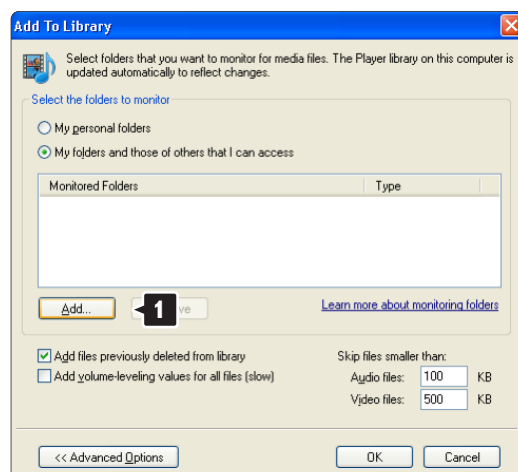 Add To Library
Select folders that you want to monitor for media files. The Player library on this computer is
updated automatically to reflect changes.
Select the folders to monitor
My personal folders
My folders and those of others that I can access
Monitored Folders Type
Add... 1 Learn more about monitoring folders
Add files previously deleted from library Skip files smaller than:
Add volume-leveling values for all files (slow) Audio files: 100 KB
Video files: 500 KB
<< Advanced Options OK Cancel